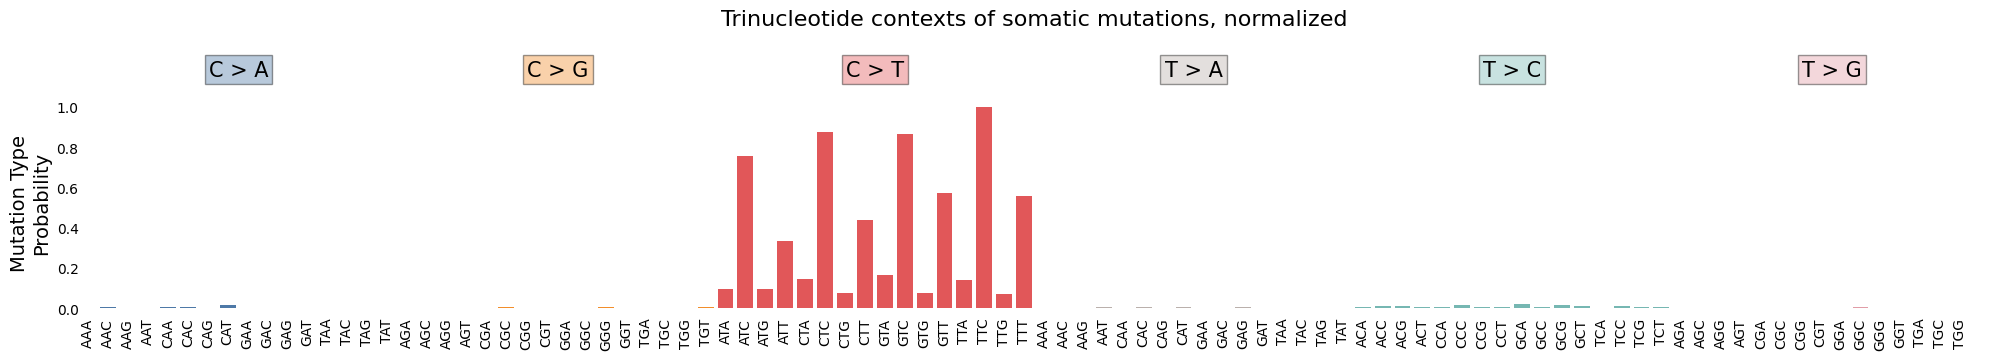 Trinucleotide contexts of somatic mutations, normalized
C > A C > G C > T T > A T > C T > G
Mutation Type
Probability
1.0
0.8
0.6
0.4
0.2
0.0
AAA AAC AAG AAT CAA CAC CAG CAT GAA GAC GAG GAT TAA TAC TAG TAT AGA AGC AGG AGT CGA CGC CGG CGT GGA GGC GGG GGT TGA TGC TGG TGT ATA ATC ATG ATT CTA CTC CTG CTT GTA GTC GTG GTT TTA TTC TTG TTT AAA AAC AAG AAT CAA CAC CAG CAT GAA GAC GAG GAT TAA TAC TAG TAT ACA ACC ACG ACT CCA CCC CCG CCT GCA GCC GCG GCT TCA TCC TCG TCT AGA AGC AGG AGT CGA CGC CGG CGT GGA GGC GGG GGT TGA TGC TGG